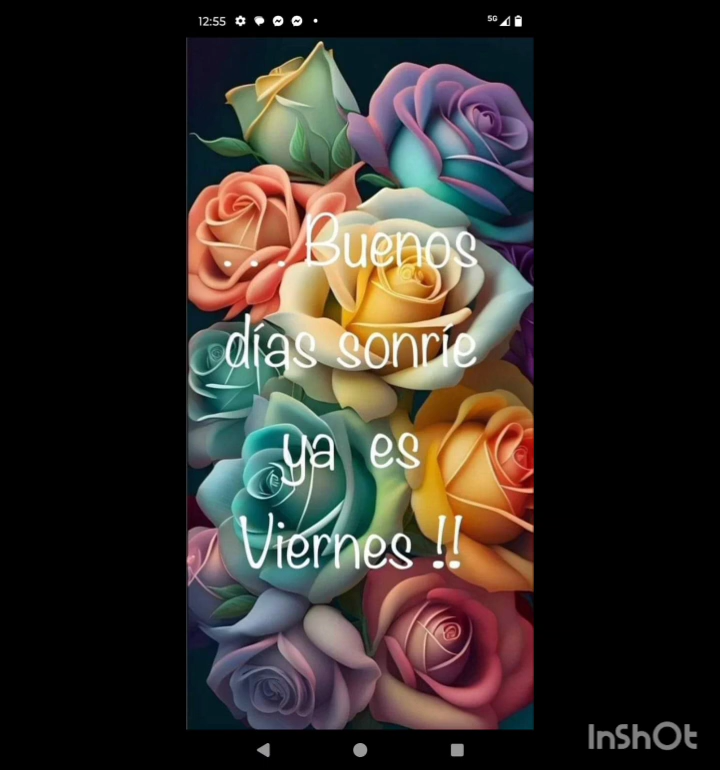 12:55
5G
. . . Buenos
días sonríe
ya es
Viernes !!
InShOt